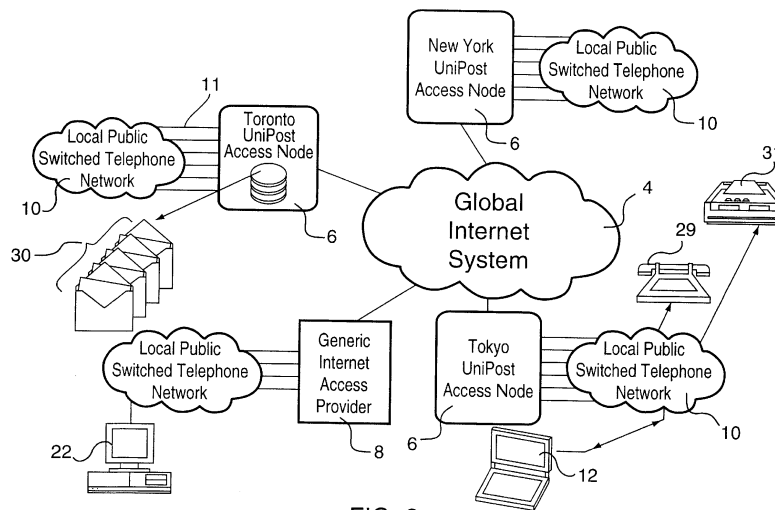 New York
UniPost
Access Node
6
Local Public
Switched Telephone
Network
10
11
Local Public
Switched Telephone
Network
10
Toronto
UniPost
Access Node
6
30
Global
Internet
System
4
31
29
Local Public
Switched Telephone
Network
Generic
Internet
Access
Provider
8
Tokyo
UniPost
Access Node
6
Local Public
Switched Telephone
Network
10
22
12